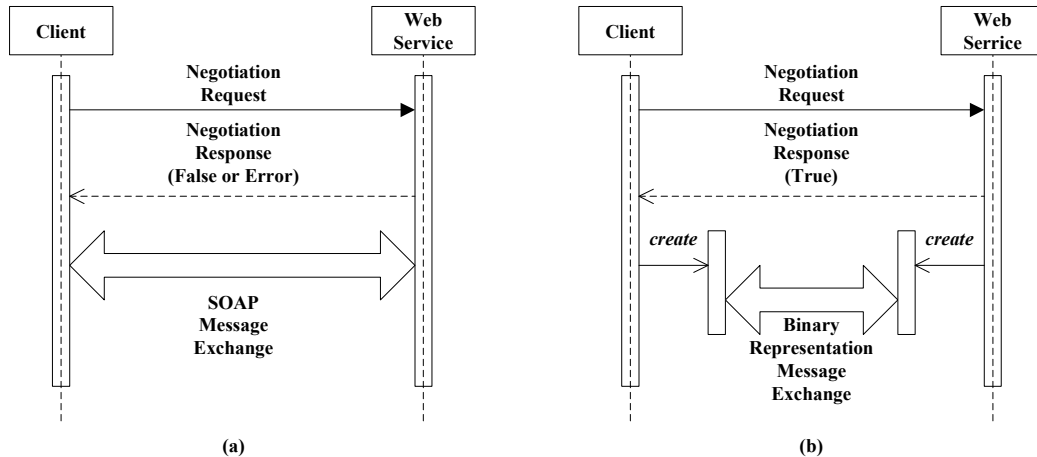 Client
Web
Service
Negotiation
Request
Negotiation
Response
(False or Error)
SOAP
Message
Exchange
(a)
Client
Web
Serrice
Negotiation
Request
Negotiation
Response
(True)
create
create
Binary
Representation
Message
Exchange
(b)